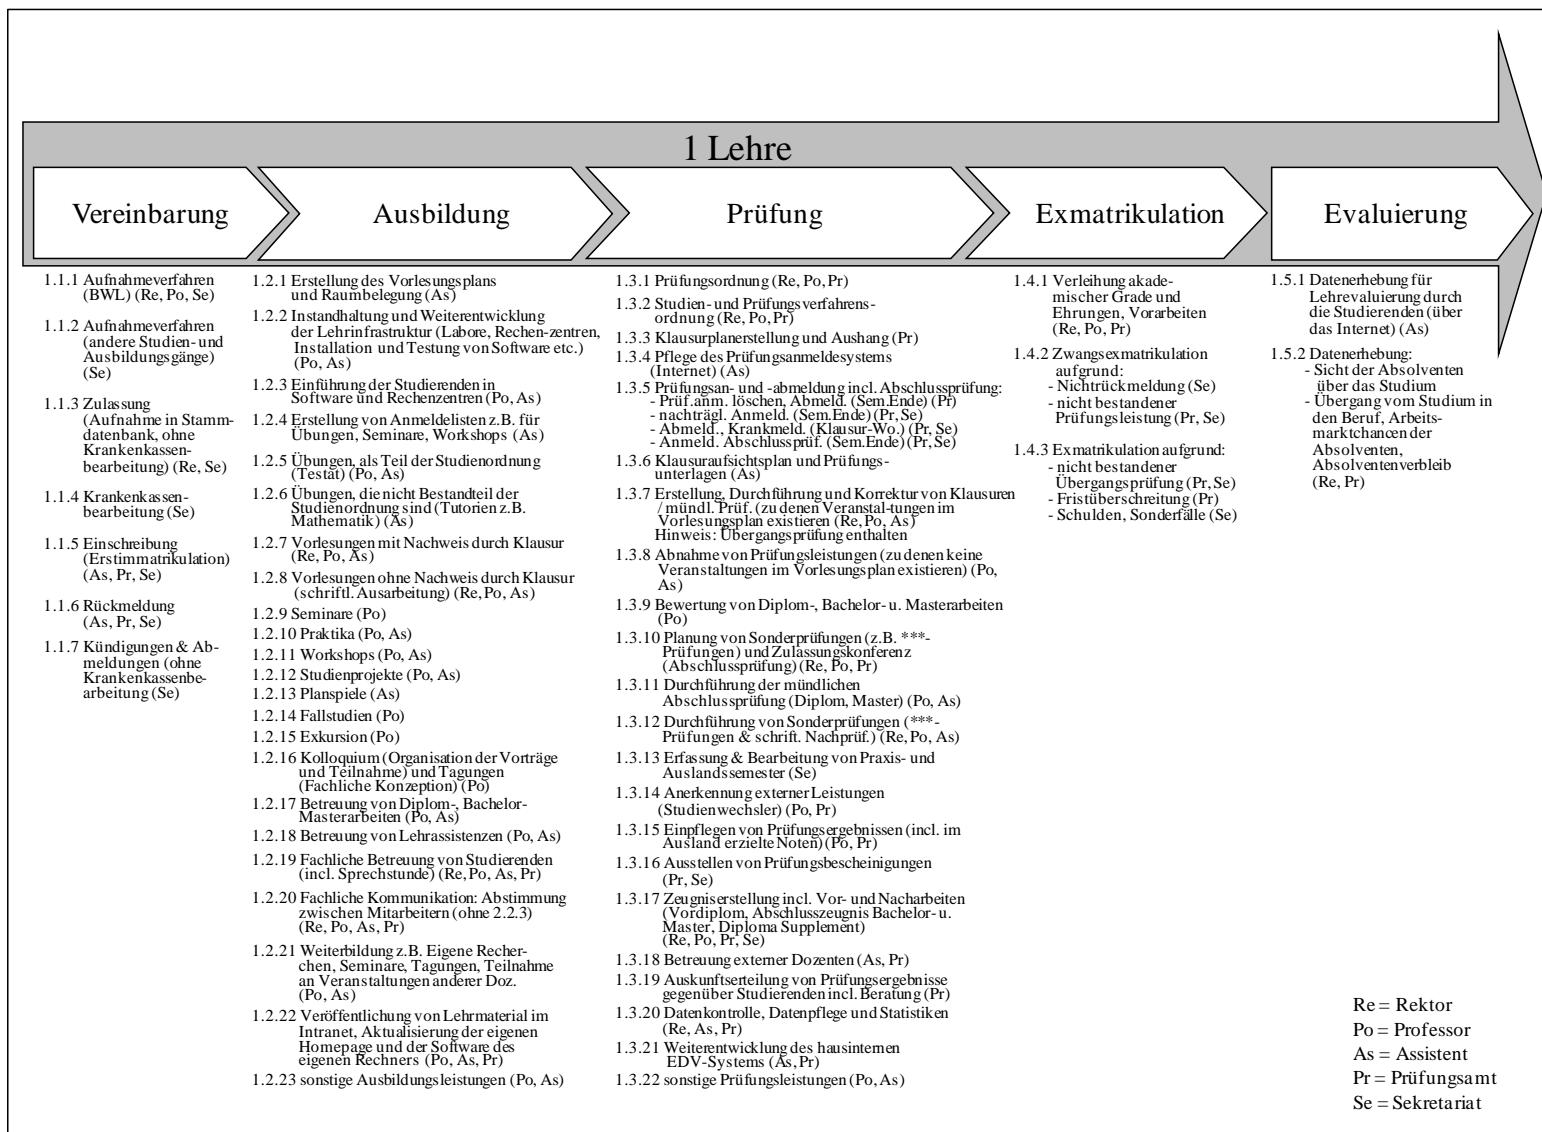 1 Lehre
Vereinbarung
Ausbildung
Prüfung
Exmatrikulation
Evaluierung
1.1.1 Aufnahmeverfahren
(BWL) (Re, Po, Se)
1.1.2 Aufnahmeverfahren
(andere Studien- und
Ausbildungsgänge)
(Se)
1.1.3 Zulassung
(Aufnahme in Stamm-
datenbank, ohne
Krankenkassen-
bearbeitung) (Re, Se)
1.1.4 Krankenkassen-
bearbeitung (Se)
1.1.5 Einschreibung
(Erstimmatrikulation)
(As, Pr, Se)
1.1.6 Rückmeldung
(As, Pr, Se)
1.1.7 Kündigungen & Ab-
meldungen (ohne
Krankenkassenbe-
arbeitung (Se)
1.2.1 Erstellung des Vorlesungsplans
und Raumbelegung (As)
1.2.2 Instandhaltung und Weiterentwicklung
der Lehrinfrastruktur (Labore, Rechen-zentren,
Installation und Testung von Software etc.)
(Po, As)
1.2.3 Einführung der Studierenden in
Software und Rechenzentren (Po, As)
1.2.4 Erstellung von Anmeldelisten z.B. für
Übungen, Seminare, Workshops (As)
1.2.5 Übungen, als Teil der Studienordnung
(Testat) (Po, As)
1.2.6 Übungen, die nicht Bestandteil der
Studienordnung sind (Tutorien z.B.
Mathematik) (As)
1.2.7 Vorlesungen mit Nachweis durch Klausur
(Re, Po, As)
1.2.8 Vorlesungen ohne Nachweis durch Klausur
(schriftl. Ausarbeitung) (Re, Po, As)
1.2.9 Seminare (Po)
1.2.10 Praktika (Po, As)
1.2.11 Workshops (Po, As)
1.2.12 Studienprojekte (Po, As)
1.2.13 Planspiele (As)
1.2.14 Fallstudien (Po)
1.2.15 Exkursion (Po)
1.2.16 Kolloquium (Organisation der Vorträge
und Teilnahme) und Tagungen
(Fachliche Konzeption) (Po)
1.2.17 Betreuung von Diplom-, Bachelor-
Masterarbeiten (Po, As)
1.2.18 Betreuung von Lehrassistenzen (Po, As)
1.2.19 Fachliche Betreuung von Studierenden
(incl. Sprechstunde) (Re, Po, As, Pr)
1.2.20 Fachliche Kommunikation: Abstimmung
zwischen Mitarbeitern (ohne 2.2.3)
(Re, Po, As, Pr)
1.2.21 Weiterbildung z.B. Eigene Recher-
chen, Seminare, Tagungen, Teilnahme
an Veranstaltungen anderer Doz.
(Po, As)
1.2.22 Veröffentlichung von Lehrmaterial im
Intranet, Aktualisierung der eigenen
Homepage und der Software des
eigenen Rechners (Po, As, Pr)
1.2.23 sonstige Ausbildungsleistungen (Po, As)
1.3.1 Prüfungsordnung (Re, Po, Pr)
1.3.2 Studien- und Prüfungsverfahrens-
ordnung (Re, Po, Pr)
1.3.3 Klausurplanerstellung und Aushang (Pr)
1.3.4 Pflege des Prüfungsanmeldesystems
(Internet) (As)
1.3.5 Prüfungsan- und -abmeldung incl. Abschlussprüfung:
- Prüf.anm. löschen, Abmeld. (Sem.Ende) (Pr)
- nachträgl. Anmeld. (Sem.Ende) (Pr, Se)
- Abmeld., Krankmeld. (Klausur-Wo.) (Pr, Se)
- Anmeld. Abschlussprüf. (Sem.Ende) (Pr, Se)
1.3.6 Klausuraufsichtsplan und Prüfungs-
unterlagen (As)
1.3.7 Erstellung, Durchführung und Korrektur von Klausuren
/ mündl. Prüf. (zu denen Veranstal-tungen im
Vorlesungsplan existieren (Re, Po, As)
Hinweis: Übergangsprüfung enthalten
1.3.8 Abnahme von Prüfungsleistungen (zu denen keine
Veranstaltungen im Vorlesungsplan existieren) (Po,
As)
1.3.9 Bewertung von Diplom-, Bachelor- u. Masterarbeiten
(Po)
1.3.10 Planung von Sonderprüfungen (z.B. ***-
Prüfungen) und Zulassungskonferenz
(Abschlussprüfung) (Re, Po, Pr)
1.3.11 Durchführung der mündlichen
Abschlussprüfung (Diplom, Master) (Po, As)
1.3.12 Durchführung von Sonderprüfungen (***-
Prüfungen & schrift. Nachprüf.) (Re, Po, As)
1.3.13 Erfassung & Bearbeitung von Praxis- und
Auslandssemester (Se)
1.3.14 Anerkennung externer Leistungen
(Studienwechsler) (Po, Pr)
1.3.15 Einpflegen von Prüfungsergebnissen (incl. im
Ausland erzielte Noten) (Po, Pr)
1.3.16 Ausstellen von Prüfungsbescheinigungen
(Pr, Se)
1.3.17 Zeugniserstellung incl. Vor- und Nacharbeiten
(Vordiplom, Abschlusszeugnis Bachelor- u.
Master, Diploma Supplement)
(Re, Po, Pr, Se)
1.3.18 Betreuung externer Dozenten (As, Pr)
1.3.19 Auskunftserteilung von Prüfungsergebnisse
gegenüber Studierenden incl. Beratung (Pr)
1.3.20 Datenkontrolle, Datenpflege und Statistiken
(Re, As, Pr)
1.3.21 Weiterentwicklung des hausinternen
EDV-Systems (As, Pr)
1.3.22 sonstige Prüfungsleistungen (Po, As)
1.4.1 Verleihung akade-
mischer Grade und
Ehrungen, Vorarbeiten
(Re, Po, Pr)
1.4.2 Zwangsexmatrikulation
aufgrund:
- Nichtrückmeldung (Se)
- nicht bestandener
Prüfungsleistung (Pr, Se)
1.4.3 Exmatrikulation aufgrund:
- nicht bestandener
Übergangsprüfung (Pr, Se)
- Fristüberschreitung (Pr)
- Schulden, Sonderfälle (Se)
1.5.1 Datenerhebung für
Lehrevaluierung durch
die Studierenden (über
das Internet) (As)
1.5.2 Datenerhebung:
- Sicht der Absolventen
über das Studium
- Übergang vom Studium in
den Beruf, Arbeits-
marktchancen der
Absolventen,
Absolventenverbleib
(Re, Pr)
Re = Rektor
Po = Professor
As = Assistent
Pr = Prüfungsamt
Se = Sekretariat